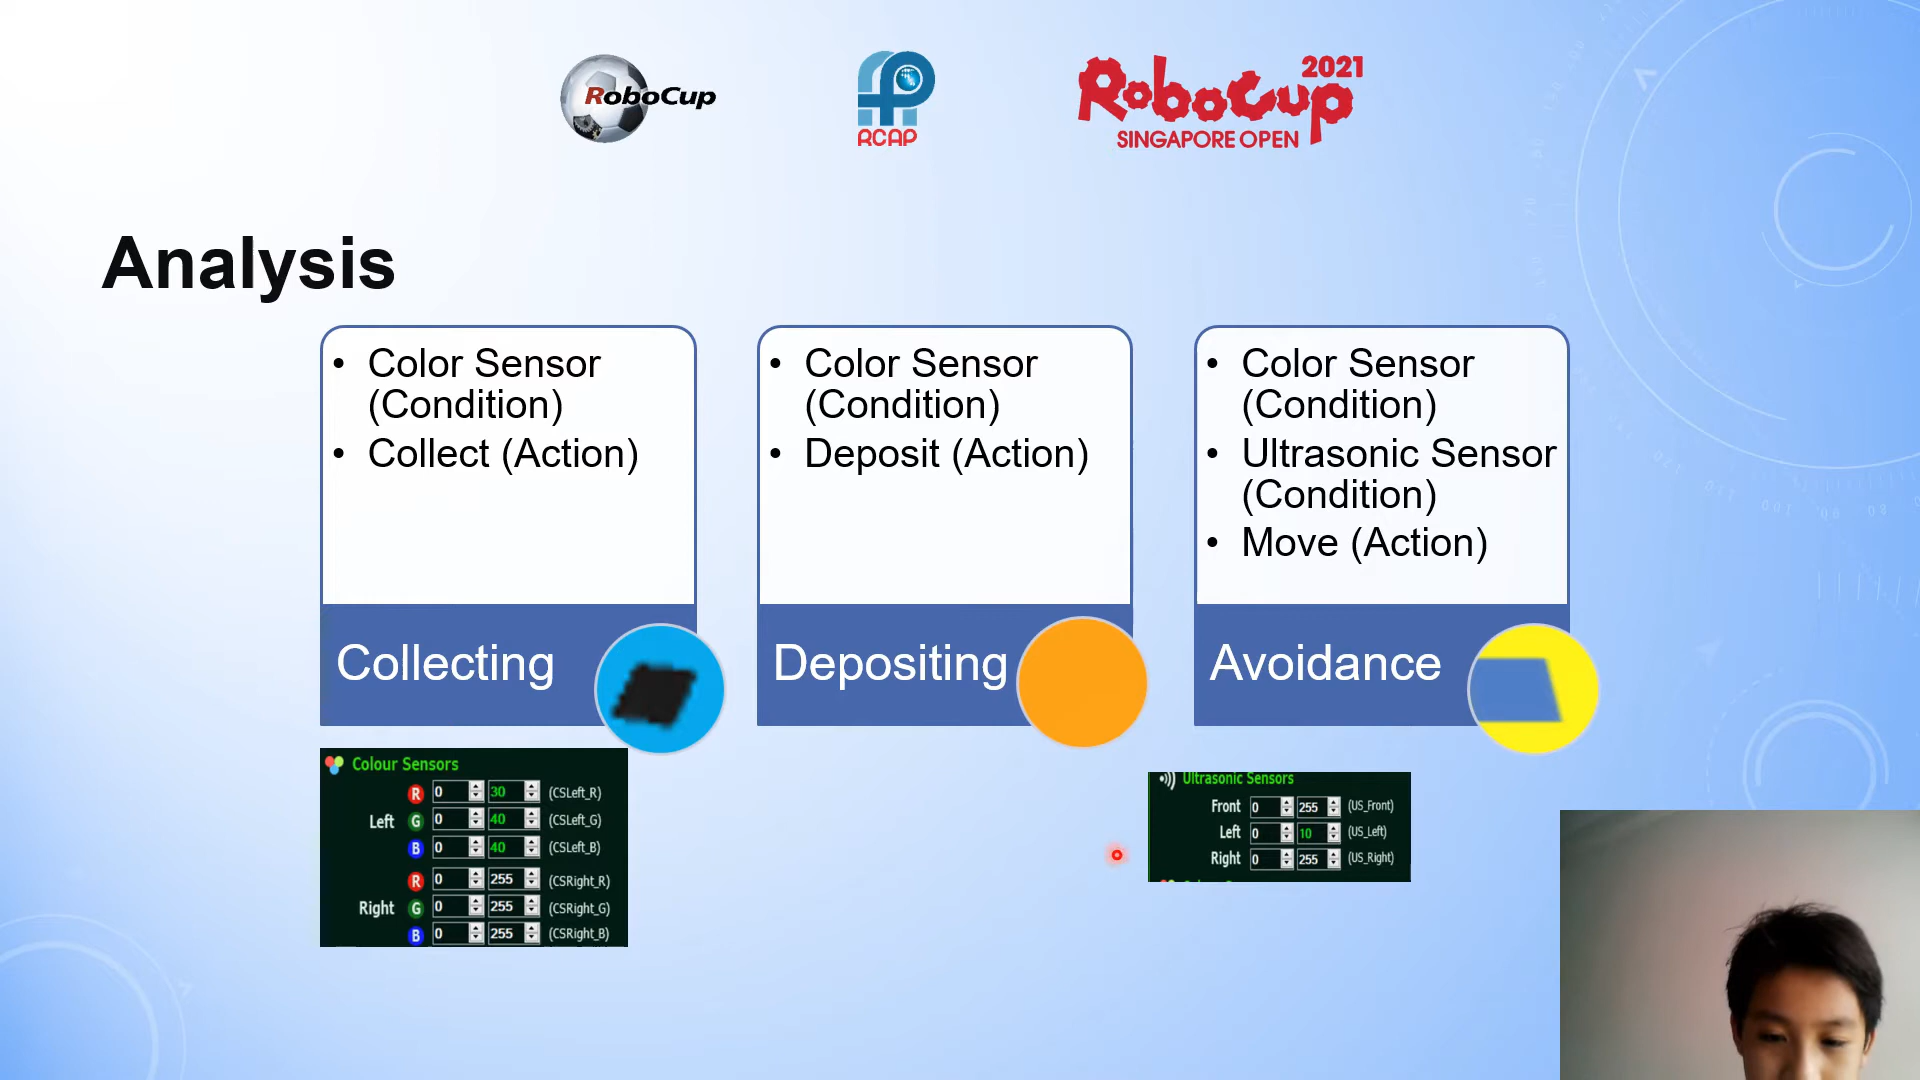 RoboCup
RCAP
RoboCup 2021
SINGAPORE OPEN
Analysis
• Color Sensor
(Condition)
• Collect (Action)
Collecting
• Color Sensor
(Condition)
• Deposit (Action)
Depositing
• Color Sensor
(Condition)
• Ultrasonic Sensor
(Condition)
• Move (Action)
Avoidance
Colour Sensors
R 0 30 (CSLeft_R)
Left G 0 40 (CSLeft_G)
B 0 40 (CSLeft_B)
R 0 255 (CSRight_R)
Right G 0 255 (CSRight_G)
B 0 255 (CSRight_B)
Ultrasonic Sensors
Front 0 255 (US_Front)
Left 0 10 (US_Left)
Right 0 255 (US_Right)